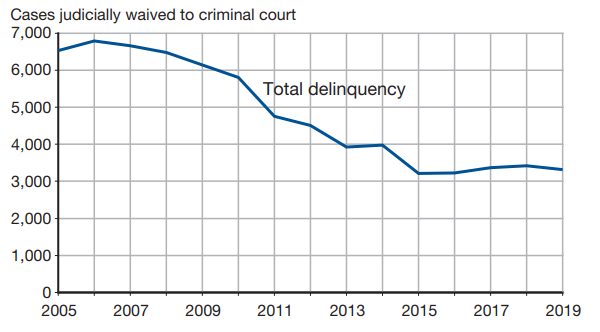 Cases judicially waived to criminal court
7,000
6,000
Total delinquency
5,000
4,000
3,000
2,000
1,000
0
2005 2007 2009 2011 2013 2015 2017 2019